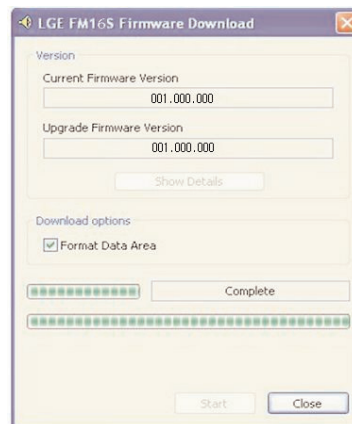 LGE FM16S Firmware Download
Version
Current Firmware Version
001.000.000
Upgrade Firmware Version
001.000.000
Show Details
Download options
Format Data Area
Complete
Start
Close